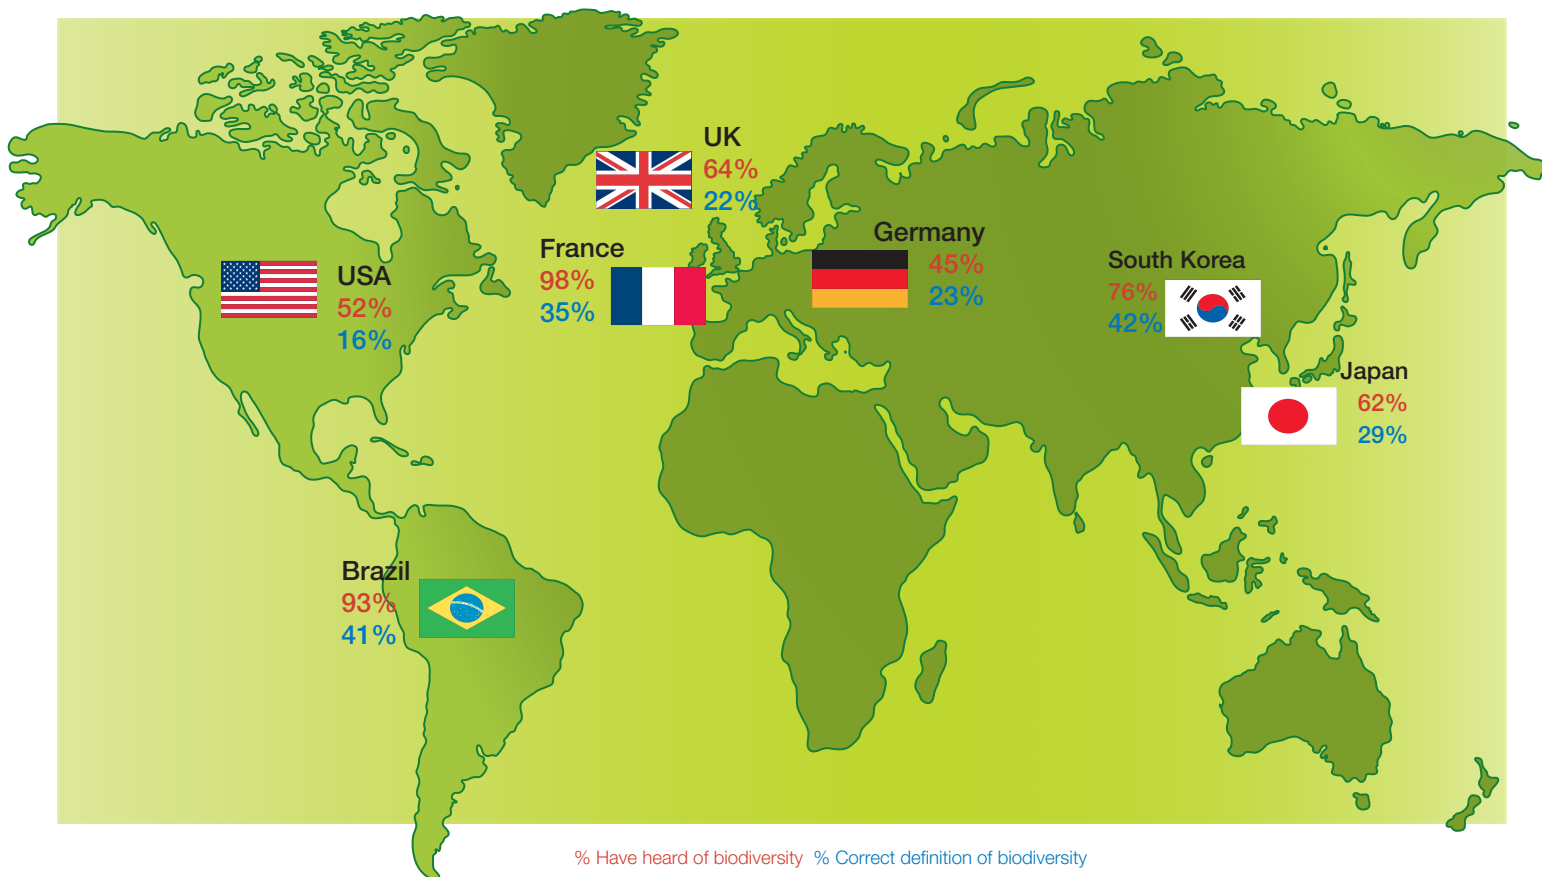 UK
64%
22%
France
98%
35%
Germany
45%
23%
USA
52%
16%
South Korea
76%
42%
Japan
62%
29%
Brazil
93%
41%
% Have heard of biodiversity % Correct definition of biodiversity